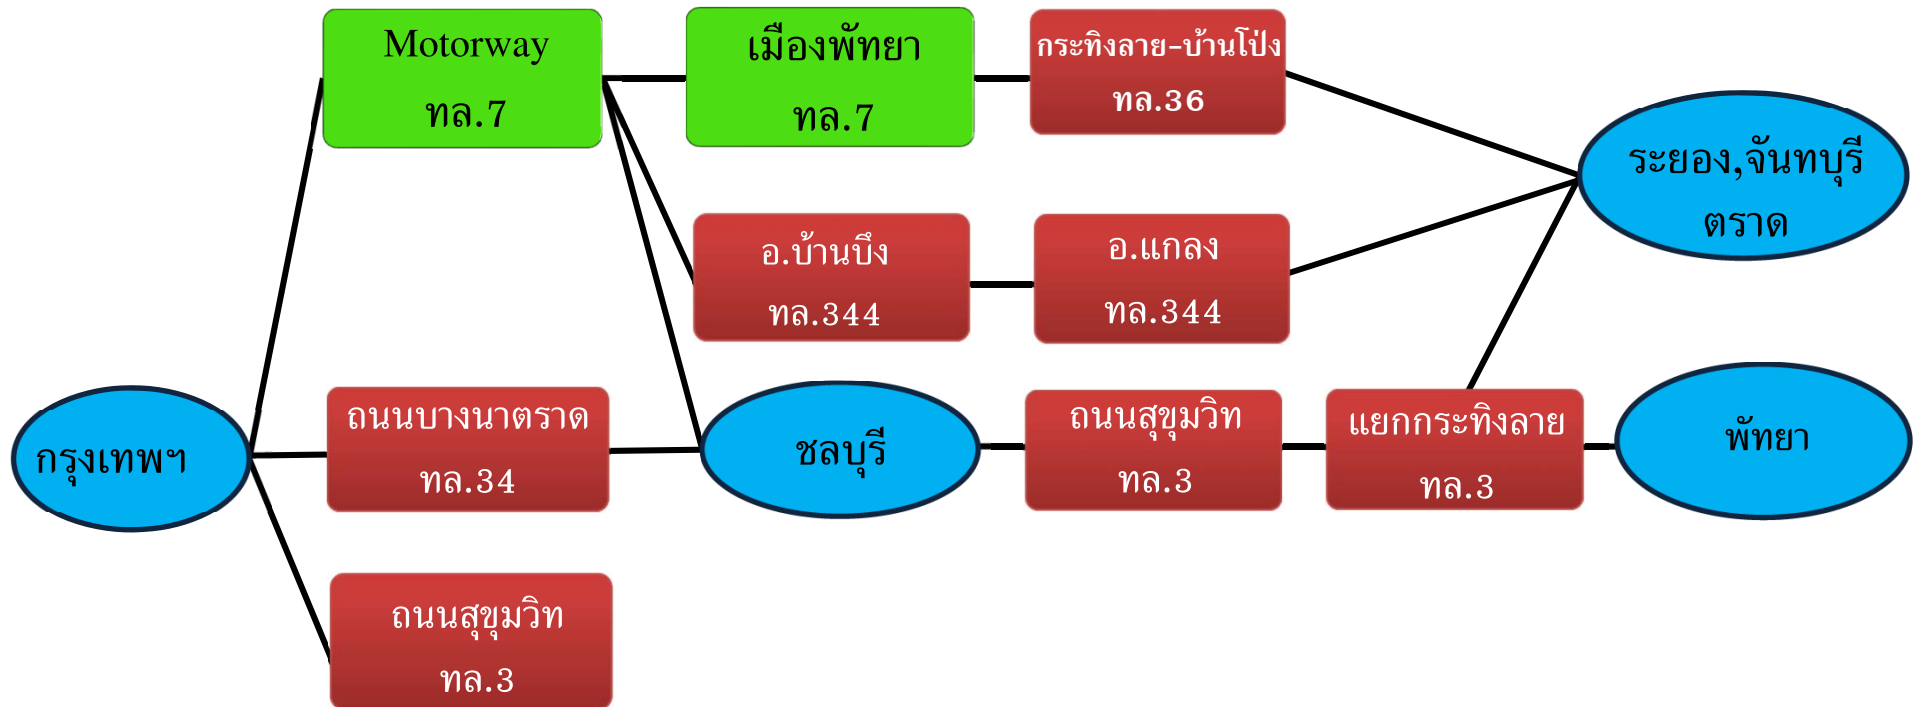 Motorway
ทล.7
เมืองพัทยา
ทล.7
กระทิงลาย-บ้านโป่ง
ทล.36
ระยอง,จันทบุรี
ตราด
อ.บ้านบึง
ทล.344
อ.แกลง
ทล.344
กรุงเทพฯ
ถนนบางนาตราด
ทล.34
ชลบุรี
ถนนสุขุมวิท
ทล.3
แยกกระทิงลาย
ทล.3
พัทยา
ถนนสุขุมวิท
ทล.3